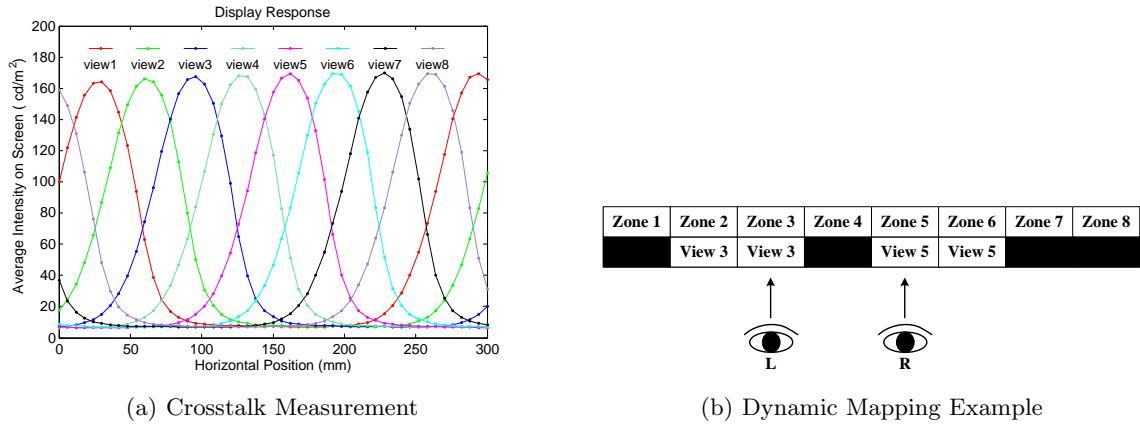 Display Response
200
180
160
140
120
100
80
60
40
20
0
Average Intensity on Screen ( cd/m²)
view1 view2 view3 view4 view5 view6 view7 view8
0 50 100 150 200 250 300
Horizontal Position (mm)
(a) Crosstalk Measurement
Zone 1 Zone 2 Zone 3 Zone 4 Zone 5 Zone 6 Zone 7 Zone 8
View 3 View 3 View 5 View 5
L R
(b) Dynamic Mapping Example